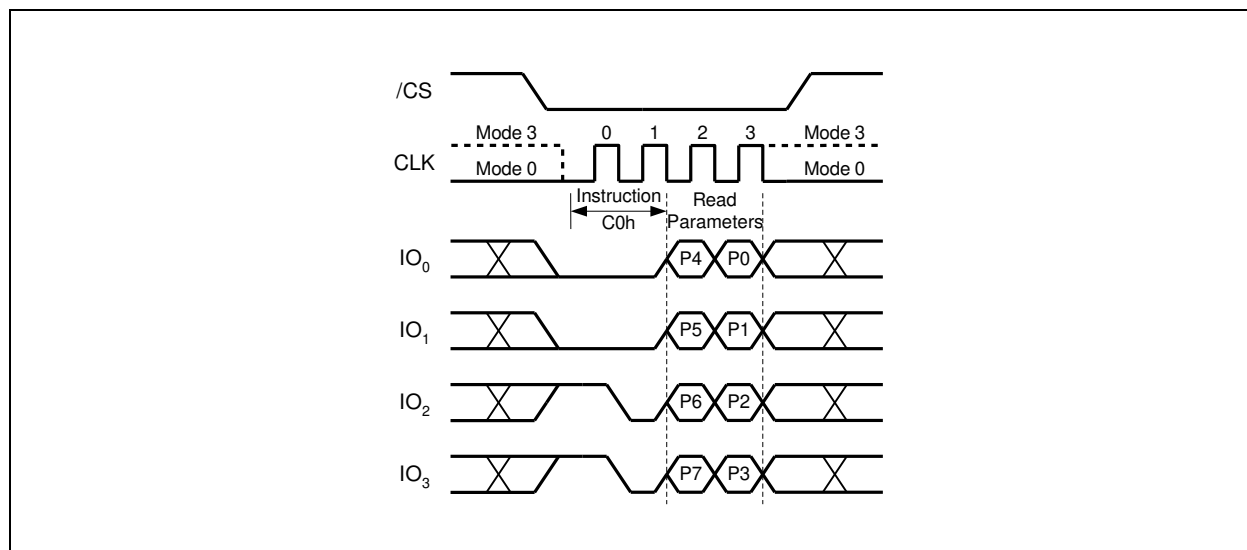 /CS
Mode 3 0 1 2 3 Mode 3
CLK Mode 0 Mode 0
Instruction Read
C0h Parameters
IO0 P4 P0
IO1 P5 P1
IO2 P6 P2
IO3 P7 P3